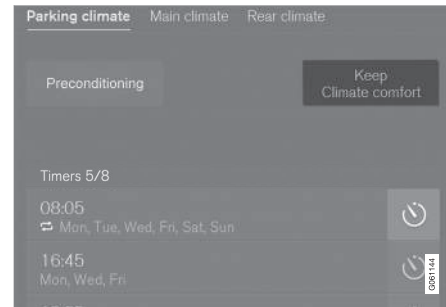 Parking climate Main climate Rear climate
Preconditioning
Keep
Climate comfort
Timers 5/8
08:05
Mon, Tue, Wed, Fri, Sat, Sun
16:45
Mon, Wed, Fri
G061144